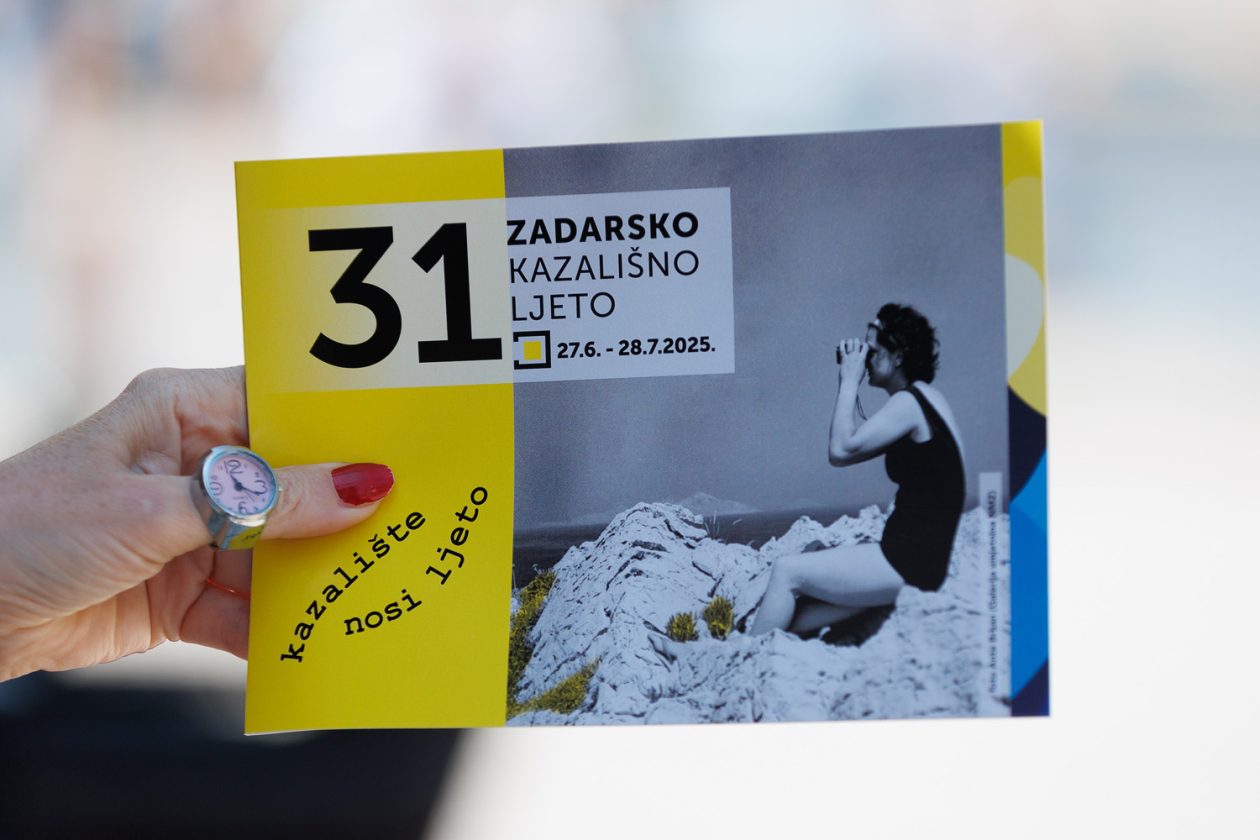 31
ZADARSKO
KAZALIŠNO
LJETO
27.6. - 28.7.2025.
kazalište
nosi ljeto